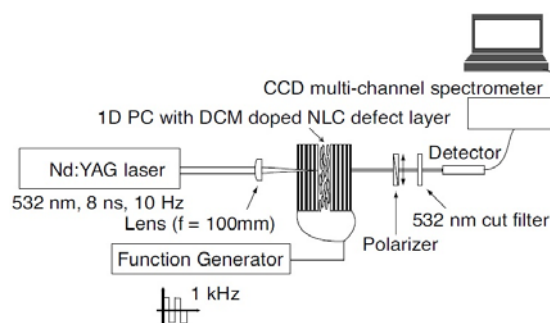 CCD multi-channel spectrometer
1D PC with DCM doped NLC defect layer
Detector
Nd:YAG laser
532 nm, 8 ns, 10 Hz
Lens (f = 100mm)
532 nm cut filter
Polarizer
Function Generator
1 kHz